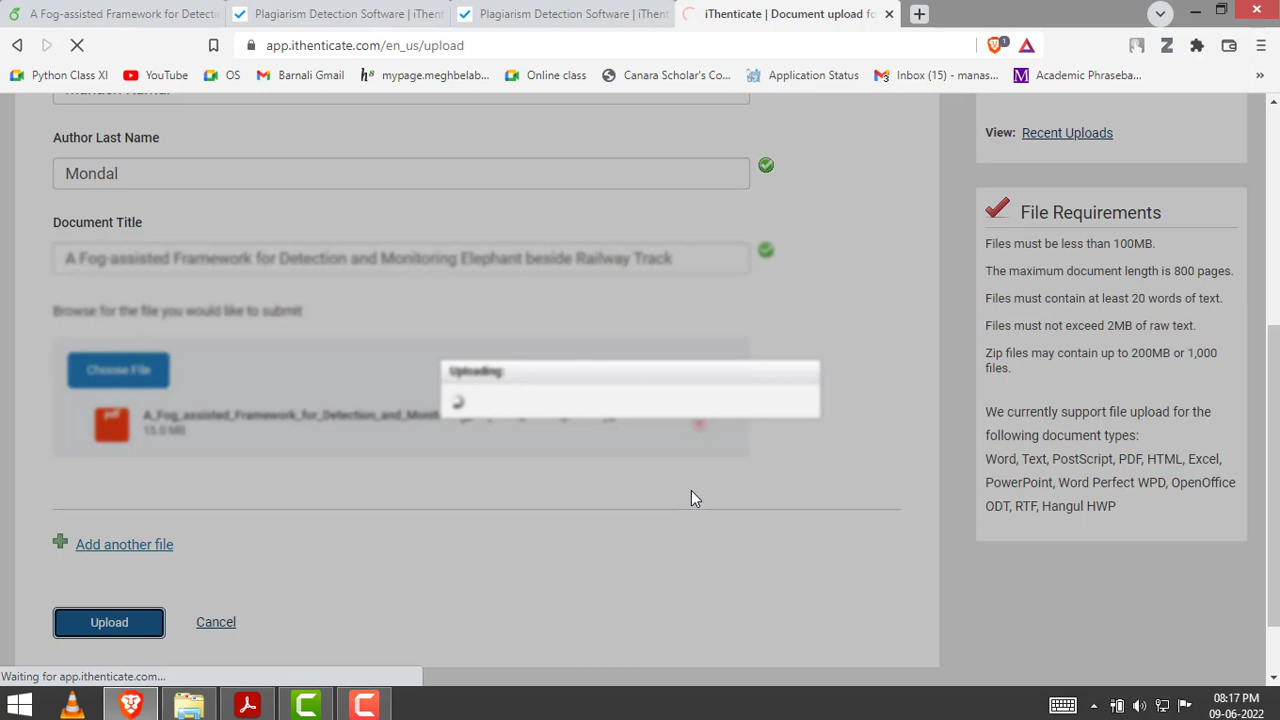 A Fog-assisted Framework for Detecti
Plagiarism Detection Software | iThent
Plagiarism Detection Software | iThent
iThenticate | Document upload fo
app.ithenticate.com/en_us/upload
1
Python Class XI
YouTube
OS
Barnali Gmail
mypage.meghbelab...
Online class
Canara Scholar's Co...
Application Status
Inbox (15) - manas...
Academic Phraseba...
»
View: Recent Uploads
Author Last Name
Mondal
Document Title
A Fog-assisted Framework for Detection and Monitoring Elephant beside Railway Track
Browse for the file you would like to submit
Choose File
A_Fog_assisted_Framework_for_Detection_and_Monit
15.0 MB
Uploading:
Add another file
Upload
Cancel
File Requirements
Files must be less than 100MB.
The maximum document length is 800 pages.
Files must contain at least 20 words of text.
Files must not exceed 2MB of raw text.
Zip files may contain up to 200MB or 1,000
files.
We currently support file upload for the
following document types:
Word, Text, PostScript, PDF, HTML, Excel,
PowerPoint, Word Perfect WPD, OpenOffice
ODT, RTF, Hangul HWP
Waiting for app.ithenticate.com...
08:17 PM
09-06-2022